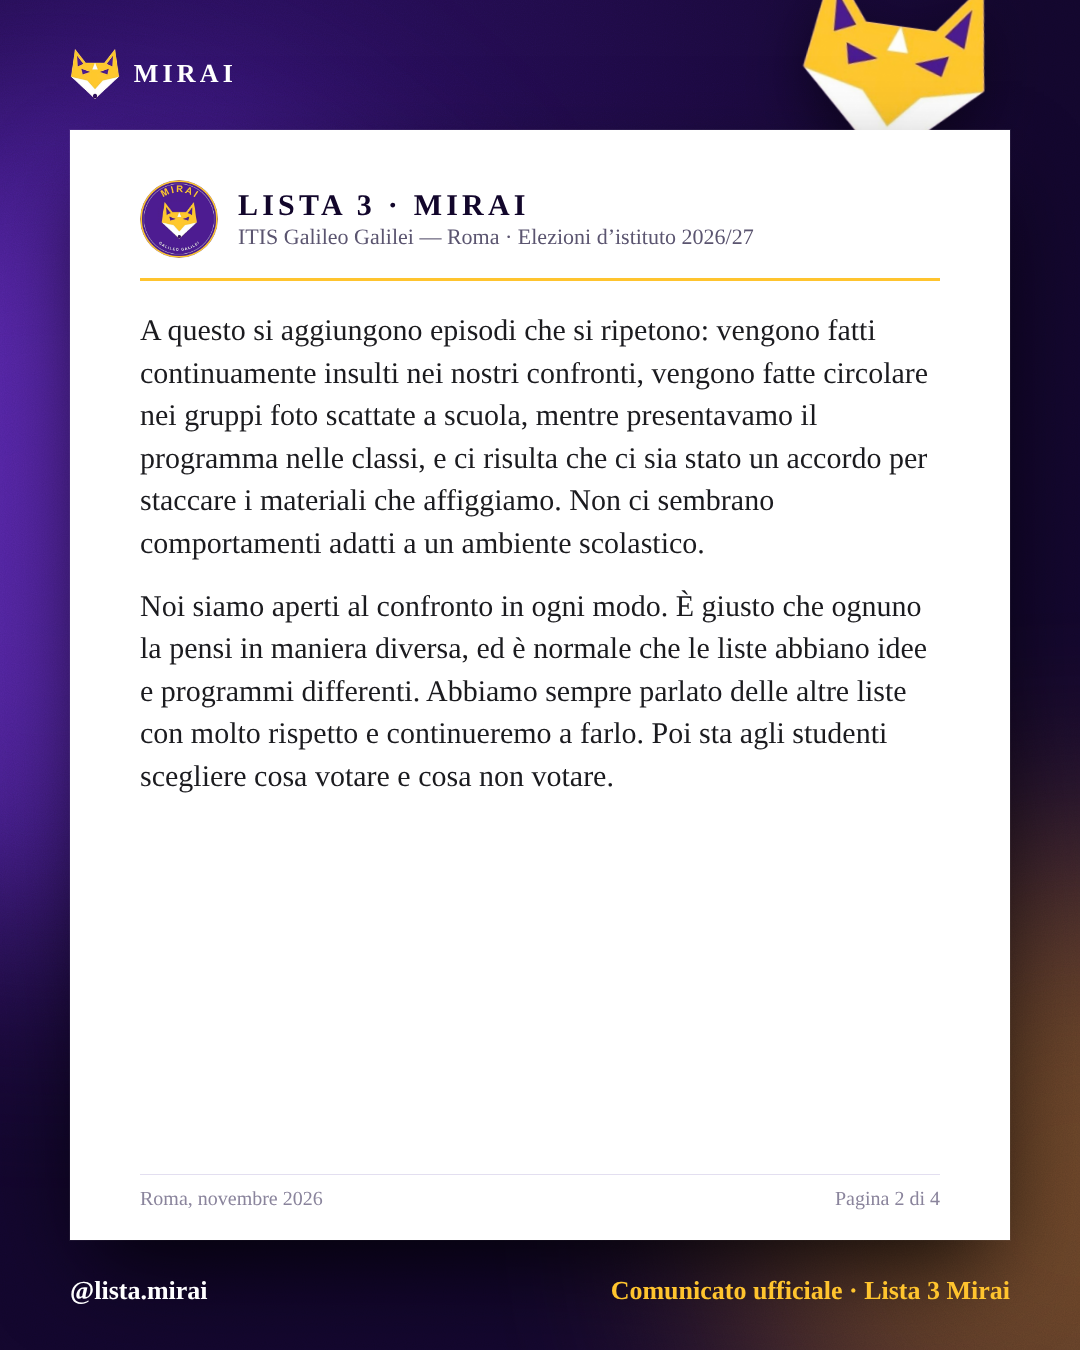 MIRAI
MIRAI
GALILEO GALILEI
LISTA 3 · MIRAI
ITIS Galileo Galilei — Roma · Elezioni d’istituto 2026/27
A questo si aggiungono episodi che si ripetono: vengono fatti
continuamente insulti nei nostri confronti, vengono fatte circolare
nei gruppi foto scattate a scuola, mentre presentavamo il
programma nelle classi, e ci risulta che ci sia stato un accordo per
staccare i materiali che affiggiamo. Non ci sembrano
comportamenti adatti a un ambiente scolastico.
Noi siamo aperti al confronto in ogni modo. È giusto che ognuno
la pensi in maniera diversa, ed è normale che le liste abbiano idee
e programmi differenti. Abbiamo sempre parlato delle altre liste
con molto rispetto e continueremo a farlo. Poi sta agli studenti
scegliere cosa votare e cosa non votare.
Roma, novembre 2026
Pagina 2 di 4
@lista.mirai
Comunicato ufficiale · Lista 3 Mirai